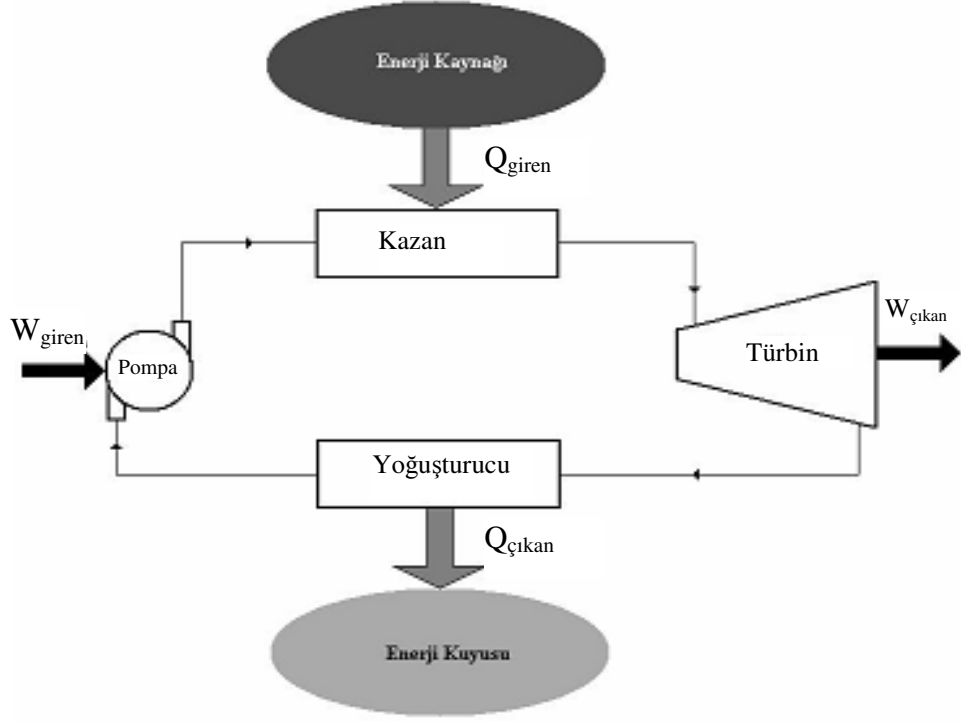 Enerji Kaynağı
Qgiren
Kazan
Wgiren
Pompa
Wçıkan
Türbin
Yoğuşturucu
Qçıkan
Enerji Kuyusu